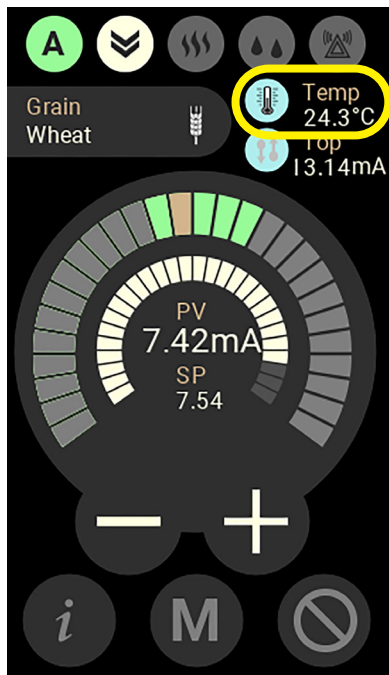 A
Grain
Wheat
Temp
24.3°C
Top
13.14mA
PV
7.42mA
SP
7.54
i
M